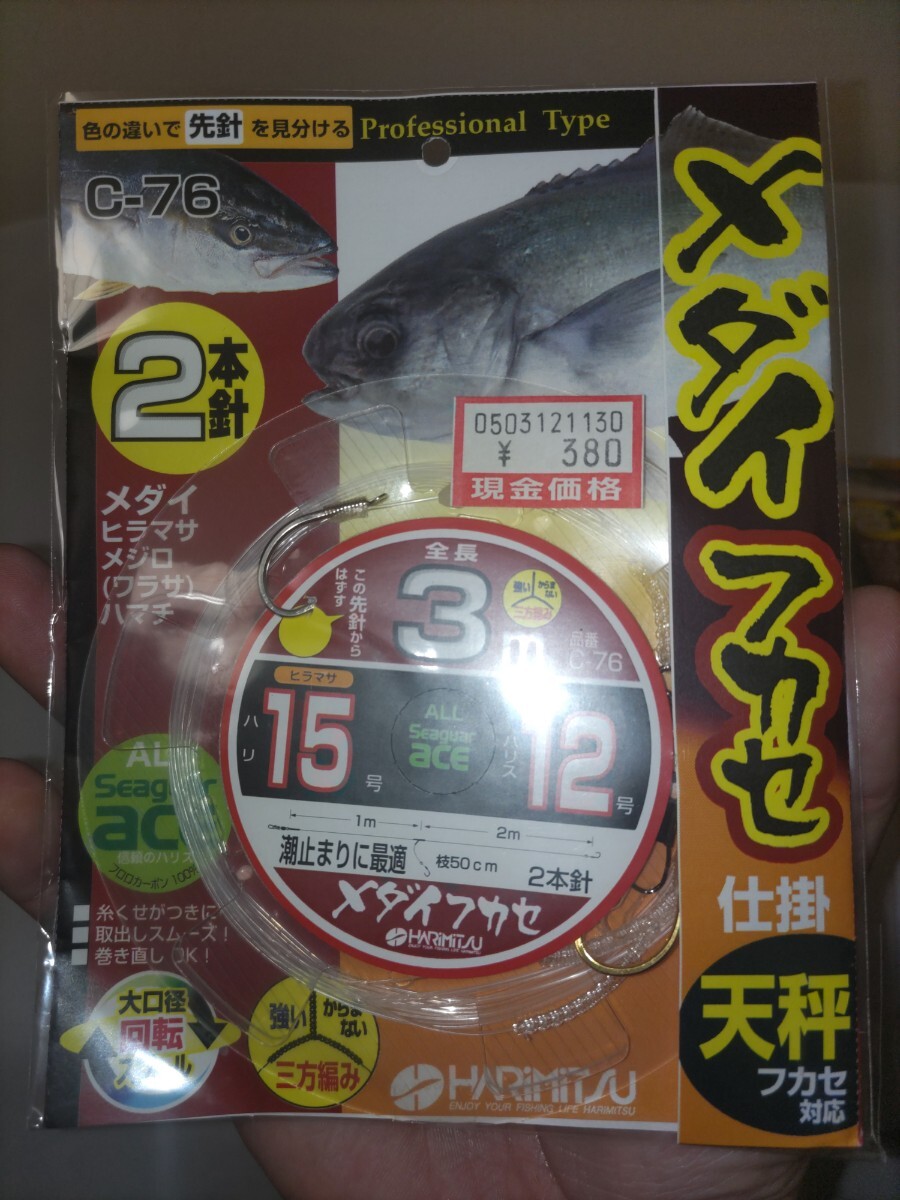 色の違いで 先針 を見分ける Professional Type
C-76
2本針
メダイ
ヒラマサ
メジロ
(ワラサ)
ハマチ
メダイフカセ
仕掛
天秤
フカセ
対応
0503121130
¥ 380
現金価格
全長
3
この先針から
はずす
強い からまない
三方編み
品番
C-76
ヒラマサ
ハリ 15号
ALL
Seaguar
ace
ハリス 12号
1m 2m
潮止まりに最適 枝50cm 2本針
メダイフカセ
HARIMITSU
ALL
Seaguar
ace
信頼のハリス
フロロカーボン 100%
糸くせがつきに
取出しスムーズ!
巻き直しOK!
大口径
回転
強い からまない
三方編み
HARIMITSU
ENJOY YOUR FISHING LIFE HARIMITSU